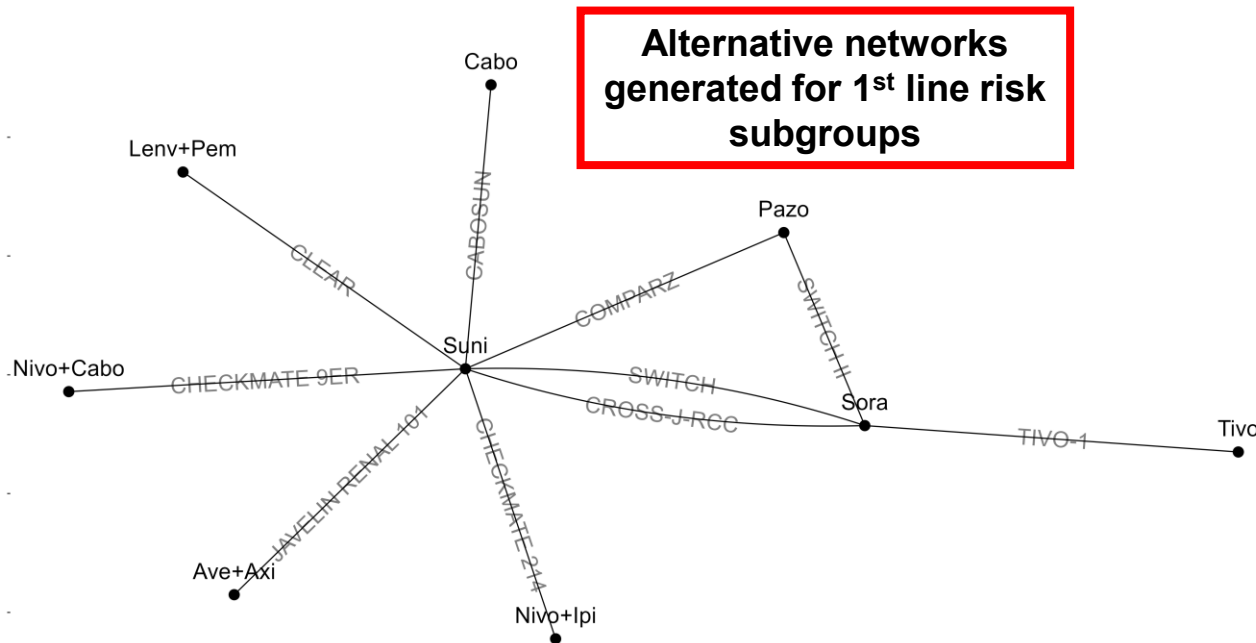 Alternative networks
generated for 1st line risk
subgroups
Cabo
Lenv+Pem
CABOSUN
Pazo
CLEAR
COMPARZ
SWITCH II
Suni
Nivo+Cabo
CHECKMATE 9ER
SWITCH
CROSS-J-RCC
Sora
TIVO-1
Tivo
JAVELIN RENAL 101
CHECKMATE 214
Ave+Axi
Nivo+Ipi